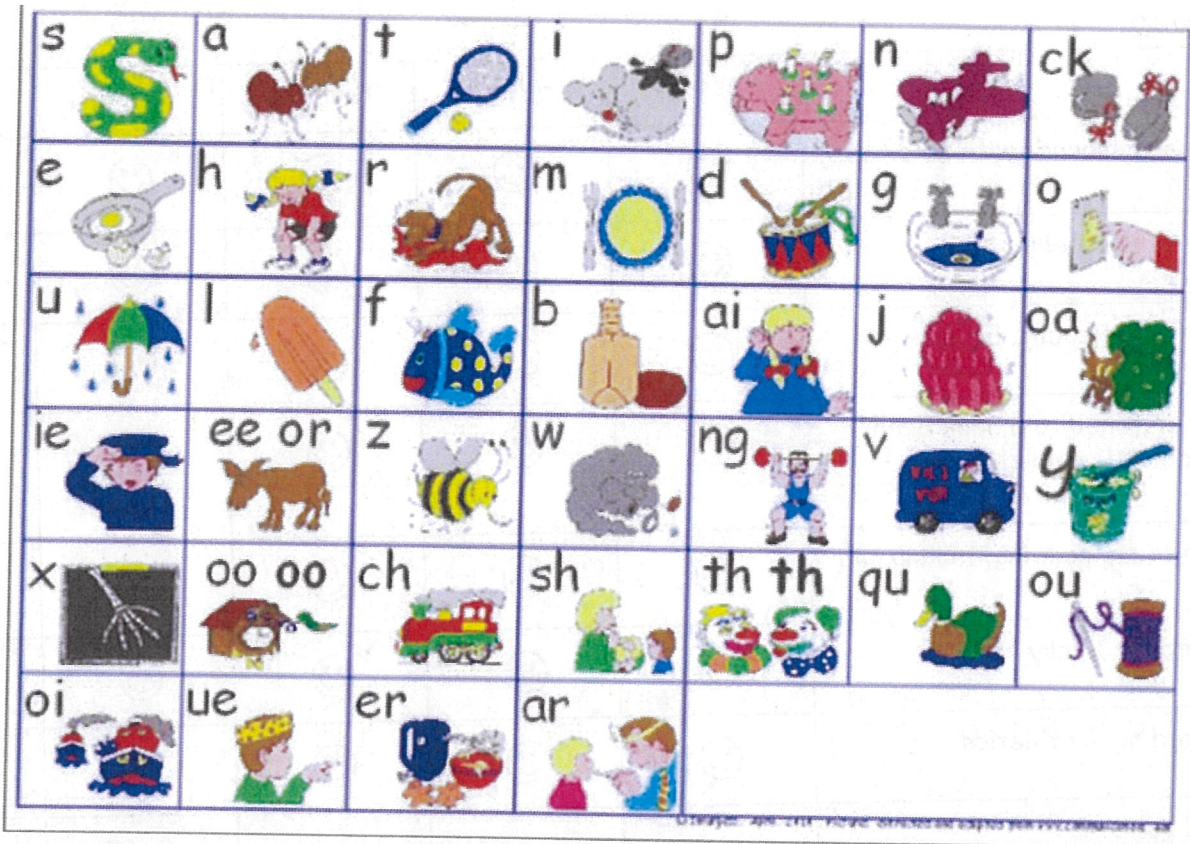 s a t i p n ck
e h r m d g o
u l f b ai j oa
ie ee or z w ng v y
x oo oo ch sh th th qu ou
oi ue er ar